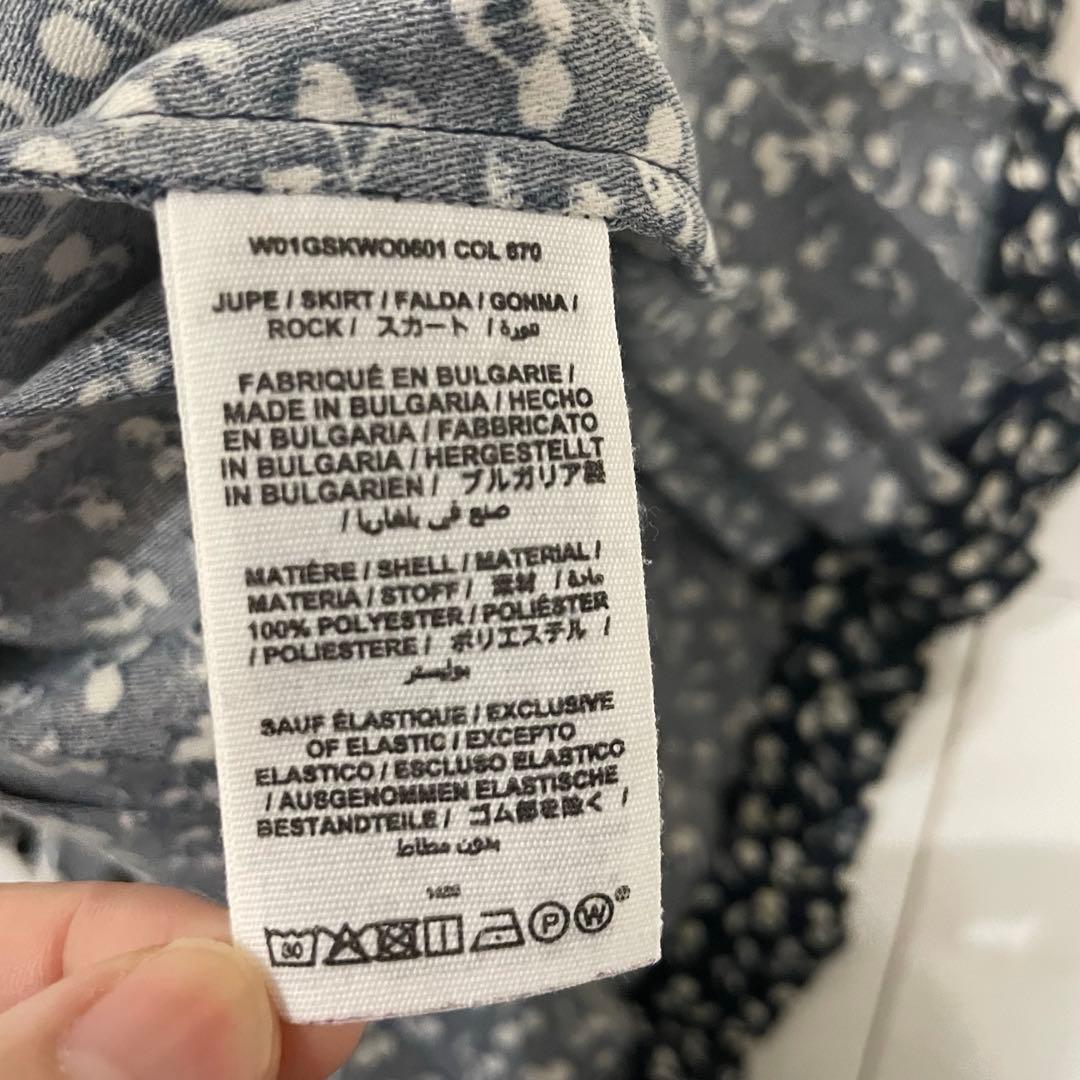 W01GSKWO0601 COL 670
JUPE / SKIRT / FALDA / GONNA /
ROCK / スカート / تنورة
FABRIQUÉ EN BULGARIE /
MADE IN BULGARIA / HECHO
EN BULGARIA / FABBRICATO
IN BULGARIA / HERGESTELLT
IN BULGARIEN / ブルガリア製
/ صنع في بلغاريا
MATIÈRE / SHELL / MATERIAL /
MATERIA / STOFF / 素材 / مادة
100% POLYESTER / POLIÉSTER
/ POLIESTERE / ポリエステル /
بوليستر
SAUF ÉLASTIQUE / EXCLUSIVE
OF ELASTIC / EXCEPTO
ELASTICO / ESCLUSO ELASTICO
/ AUSGENOMMEN ELASTISCHE
BESTANDTEILE / ゴム部を除く /
بدون مطاط
30 P W